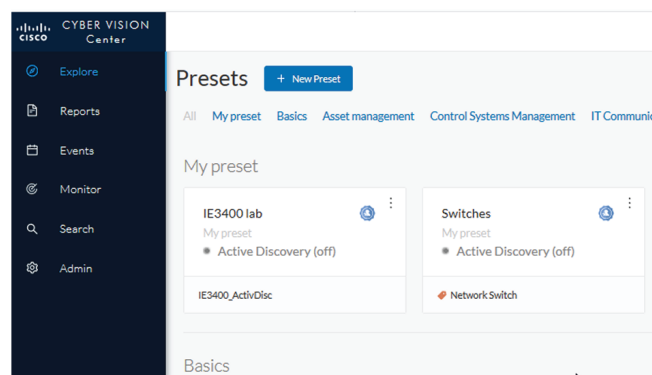 CISCO
CYBER VISION
Center
Explore
Reports
Events
Monitor
Search
Admin
Presets
+ New Preset
All My preset Basics Asset management Control Systems Management IT Communic
My preset
IE3400 lab
My preset
Active Discovery (off)
IE3400_ActivDisc
Switches
My preset
Active Discovery (off)
Network Switch
Basics